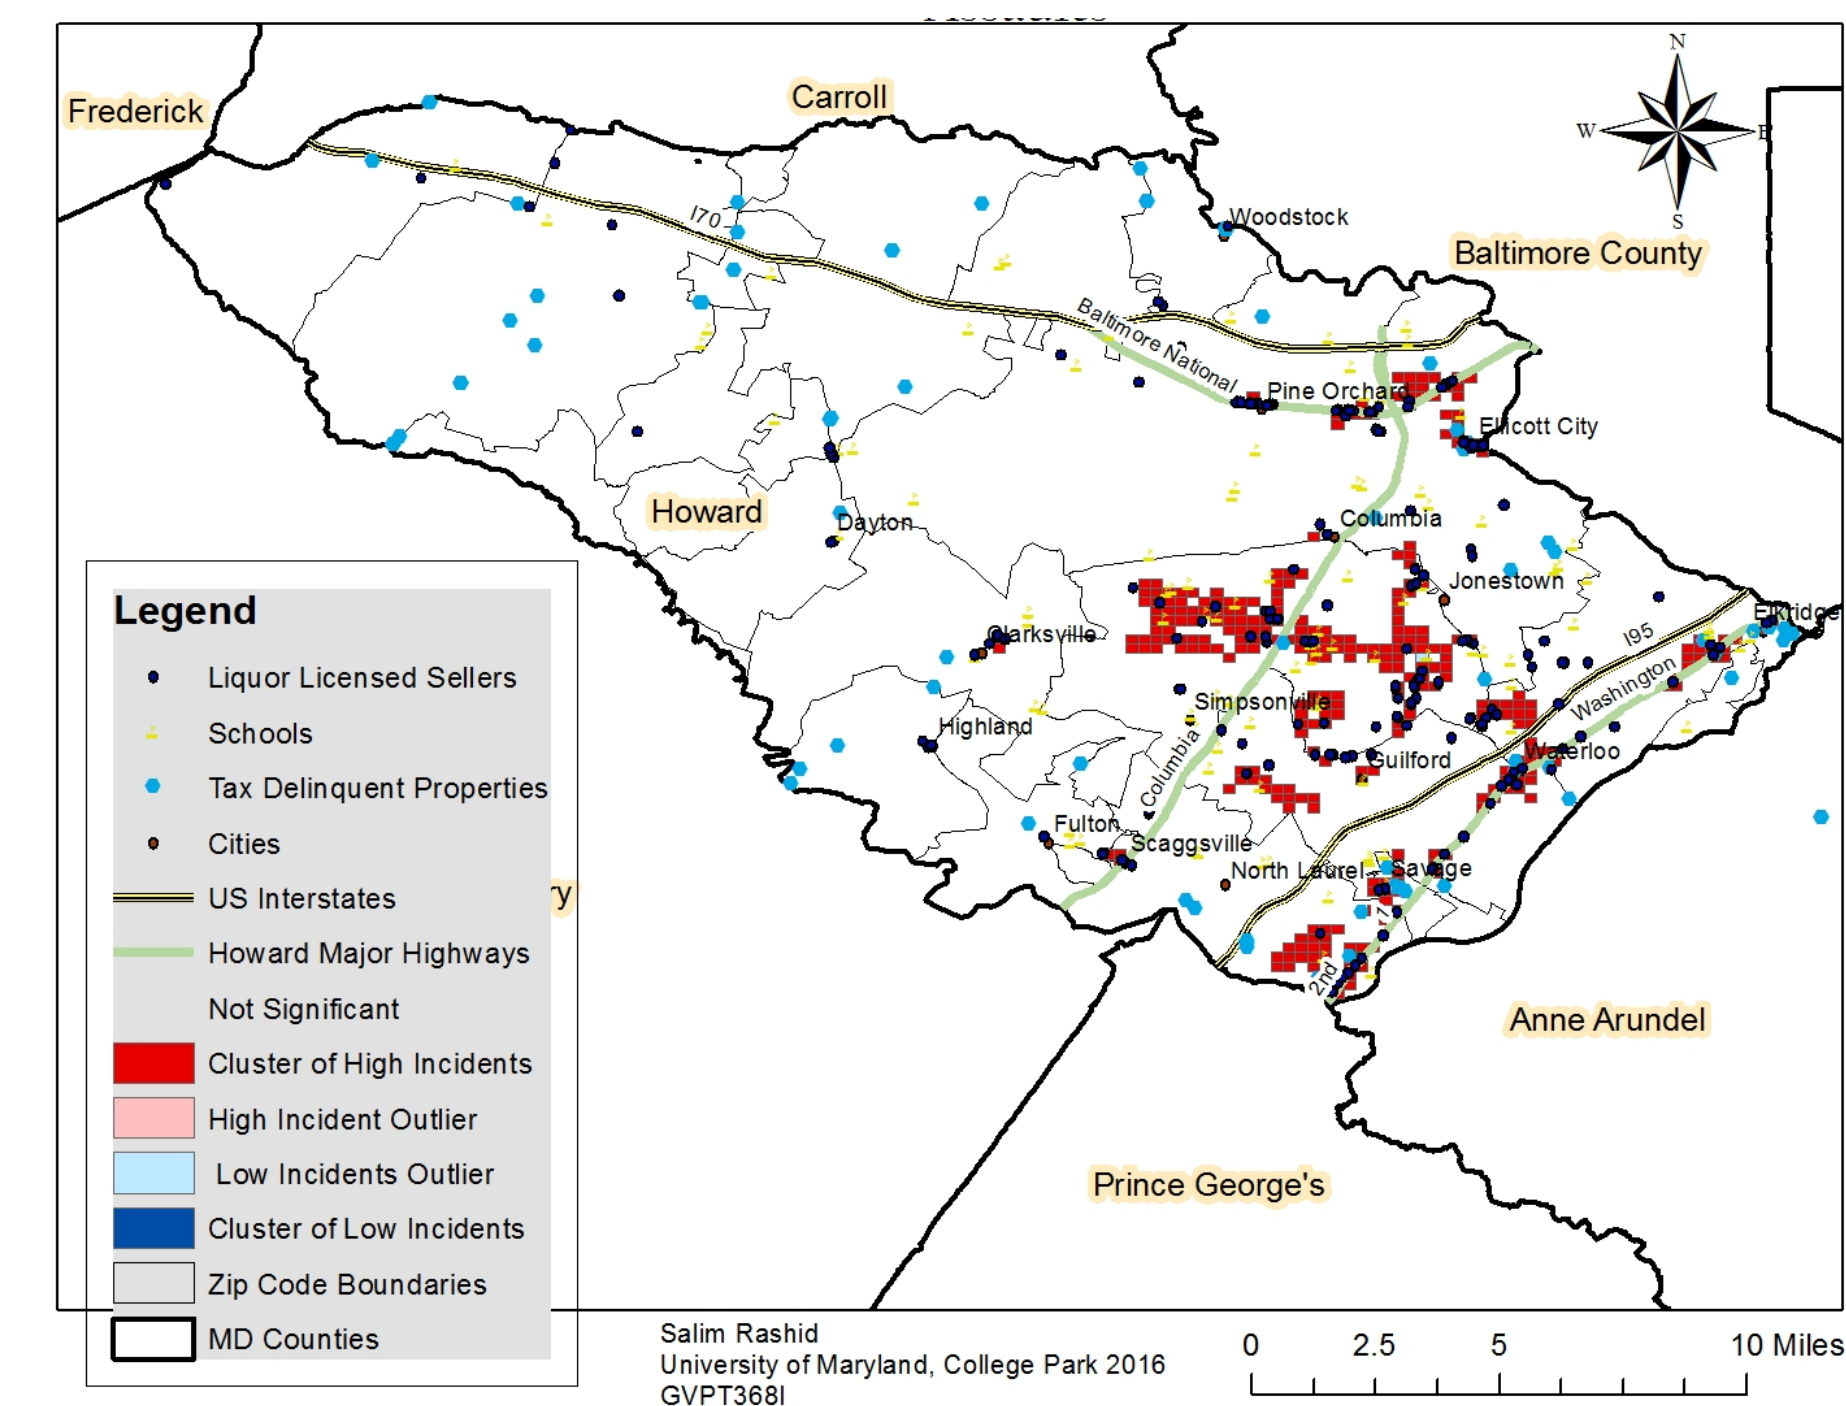 N
W
E
S
Frederick
Carroll
Woodstock
Baltimore County
I70
Baltimore National
Pine Orchard
Ellicott City
Howard
Dayton
Columbia
Jonestown
Elkridge
Clarksville
I95
Washington
Simpsonville
Highland
Columbia
Guilford
Waterloo
Fulton
Scaggsville
North Laurel
Savage
ry
1
2nd
Anne Arundel
Prince George's
Legend
Liquor Licensed Sellers
Schools
Tax Delinquent Properties
Cities
US Interstates
Howard Major Highways
Not Significant
Cluster of High Incidents
High Incident Outlier
Low Incidents Outlier
Cluster of Low Incidents
Zip Code Boundaries
MD Counties
Salim Rashid
University of Maryland, College Park 2016
GVPT368I
0 2.5 5 10 Miles